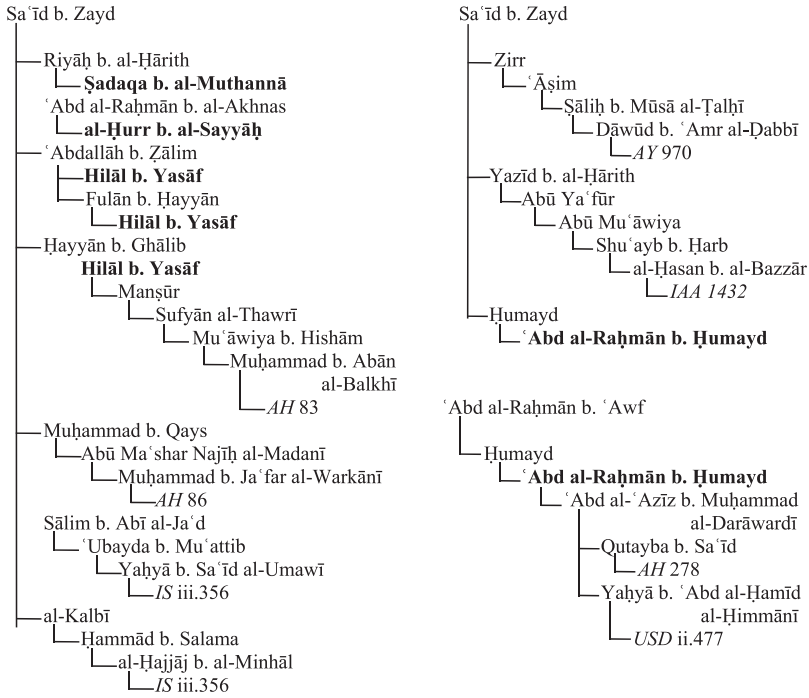 Saʿīd b. Zayd
Riyāḥ b. al-Ḥārith
Ṣadaqa b. al-Muthannā
ʿAbd al-Raḥmān b. al-Akhnas
al-Ḥurr b. al-Sayyāḥ
ʿAbdallāh b. Ẓālim
Hilāl b. Yasāf
Fulān b. Ḥayyān
Hilāl b. Yasāf
Ḥayyān b. Ghālib
Hilāl b. Yasāf
Manṣūr
Sufyān al-Thawrī
Muʿāwiya b. Hishām
Muḥammad b. Abān
al-Balkhī
AH 83
Muḥammad b. Qays
Abū Maʿshar Najīḥ al-Madanī
Muḥammad b. Jaʿfar al-Warkānī
AH 86
Sālim b. Abī al-Jaʿd
ʿUbayda b. Muʿattib
Yaḥyā b. Saʿīd al-Umawī
IS iii.356
al-Kalbī
Ḥammād b. Salama
al-Ḥajjāj b. al-Minhāl
IS iii.356
Saʿīd b. Zayd
Zirr
ʿĀṣim
Ṣāliḥ b. Mūsā al-Ṭalḥī
Dāwūd b. ʿAmr al-Ḍabbī
AY 970
Yazīd b. al-Ḥārith
Abū Yaʿfūr
Abū Muʿāwiya
Shuʿayb b. Ḥarb
al-Ḥasan b. al-Bazzār
IAA 1432
Ḥumayd
ʿAbd al-Raḥmān b. Ḥumayd
ʿAbd al-Raḥmān b. ʿAwf
Ḥumayd
ʿAbd al-Raḥmān b. Ḥumayd
ʿAbd al-ʿAzīz b. Muḥammad
al-Darāwardī
Qutayba b. Saʿīd
AH 278
Yaḥyā b. ʿAbd al-Ḥamīd
al-Ḥimmānī
USD ii.477